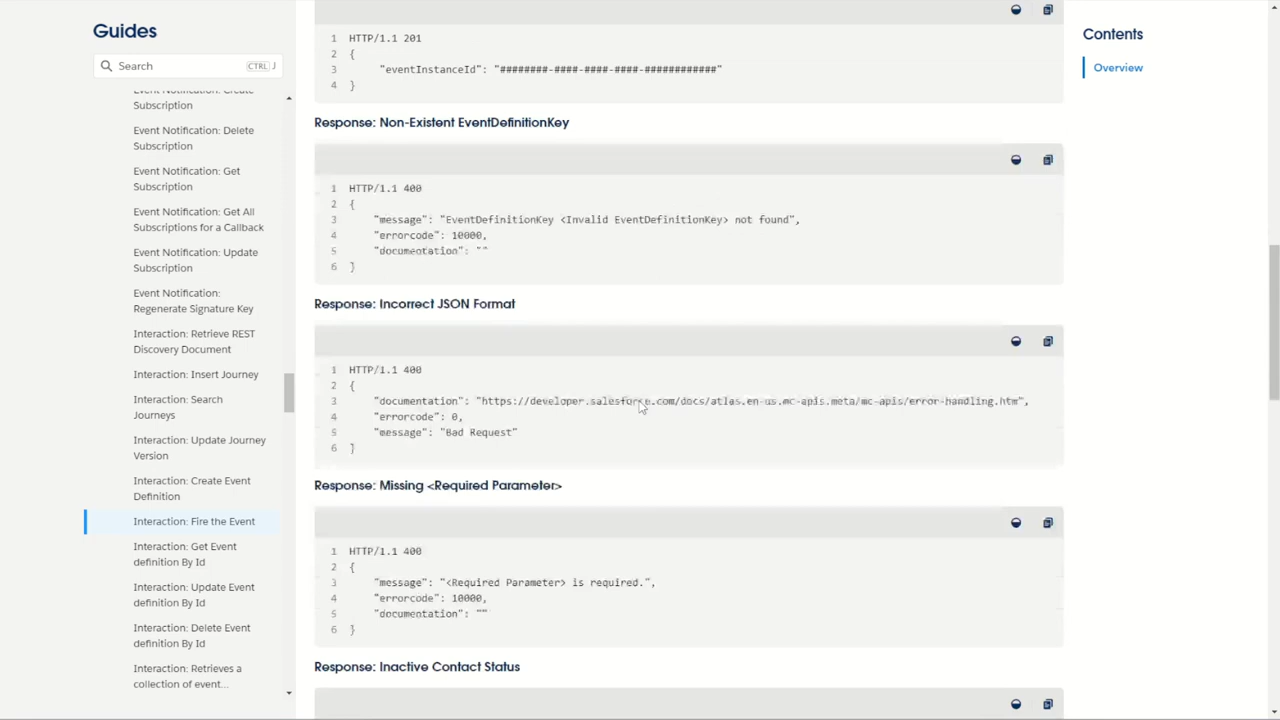 Guides
Search
CTRL J
Event Notification: Create
Subscription
Event Notification: Delete
Subscription
Event Notification: Get
Subscription
Event Notification: Get All
Subscriptions for a Callback
Event Notification: Update
Subscription
Event Notification:
Regenerate Signature Key
Interaction: Retrieve REST
Discovery Document
Interaction: Insert Journey
Interaction: Search
Journeys
Interaction: Update Journey
Version
Interaction: Create Event
Definition
Interaction: Fire the Event
Interaction: Get Event
definition By Id
Interaction: Update Event
definition By Id
Interaction: Delete Event
definition By Id
Interaction: Retrieves a
collection of event...
1 HTTP/1.1 201
2 {
3 "eventInstanceId": "########-####-####-####-############"
4 }
Response: Non-Existent EventDefinitionKey
1 HTTP/1.1 400
2 {
3 "message": "EventDefinitionKey <Invalid EventDefinitionKey> not found",
4 "errorcode": 10000,
5 "documentation": ""
6 }
Response: Incorrect JSON Format
1 HTTP/1.1 400
2 {
3 "documentation": "https://developer.salesforce.com/docs/atlas.en-us.mc-apis.meta/mc-apis/error-handling.htm",
4 "errorcode": 0,
5 "message": "Bad Request"
6 }
Response: Missing <Required Parameter>
1 HTTP/1.1 400
2 {
3 "message": "<Required Parameter> is required.",
4 "errorcode": 10000,
5 "documentation": ""
6 }
Response: Inactive Contact Status
Contents
Overview